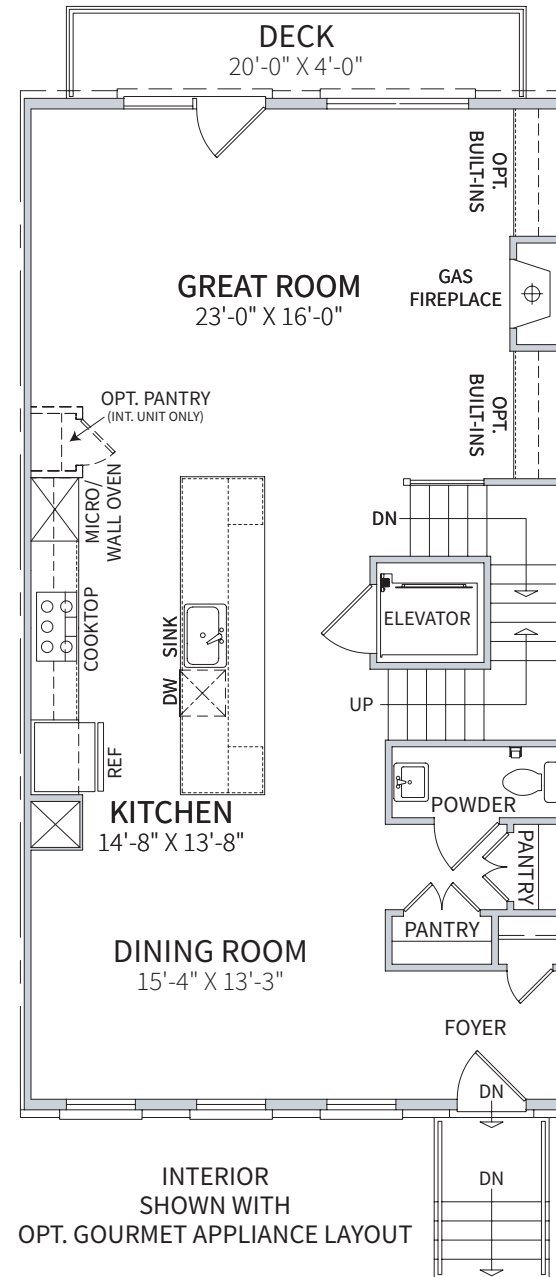 DECK
20'-0" X 4'-0"
OPT.
BUILT-INS
GREAT ROOM
23'-0" X 16'-0"
GAS
FIREPLACE
OPT. PANTRY
(INT. UNIT ONLY)
OPT.
BUILT-INS
MICRO/
WALL OVEN
DN
COOKTOP
SINK
DW
ELEVATOR
UP
REF
KITCHEN
14'-8" X 13'-8"
POWDER
PANTRY
PANTRY
DINING ROOM
15'-4" X 13'-3"
FOYER
DN
DN
INTERIOR
SHOWN WITH
OPT. GOURMET APPLIANCE LAYOUT